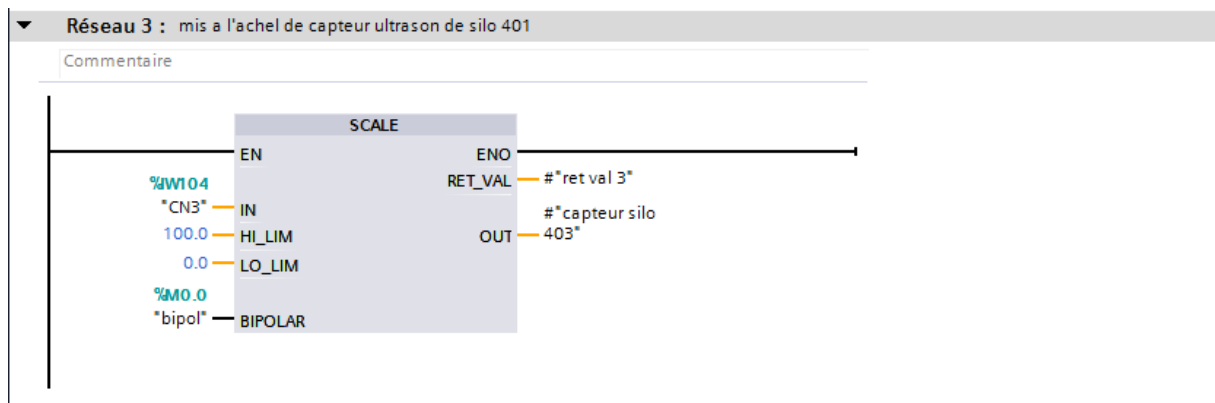 Réseau 3 : mis a l'achel de capteur ultrason de silo 401
Commentaire
SCALE
EN ENO
RET_VAL #"ret val 3"
%IW104
"CN3" IN
#"capteur silo
403"
100.0 HI_LIM OUT
0.0 LO_LIM
%M0.0
"bipol" BIPOLAR